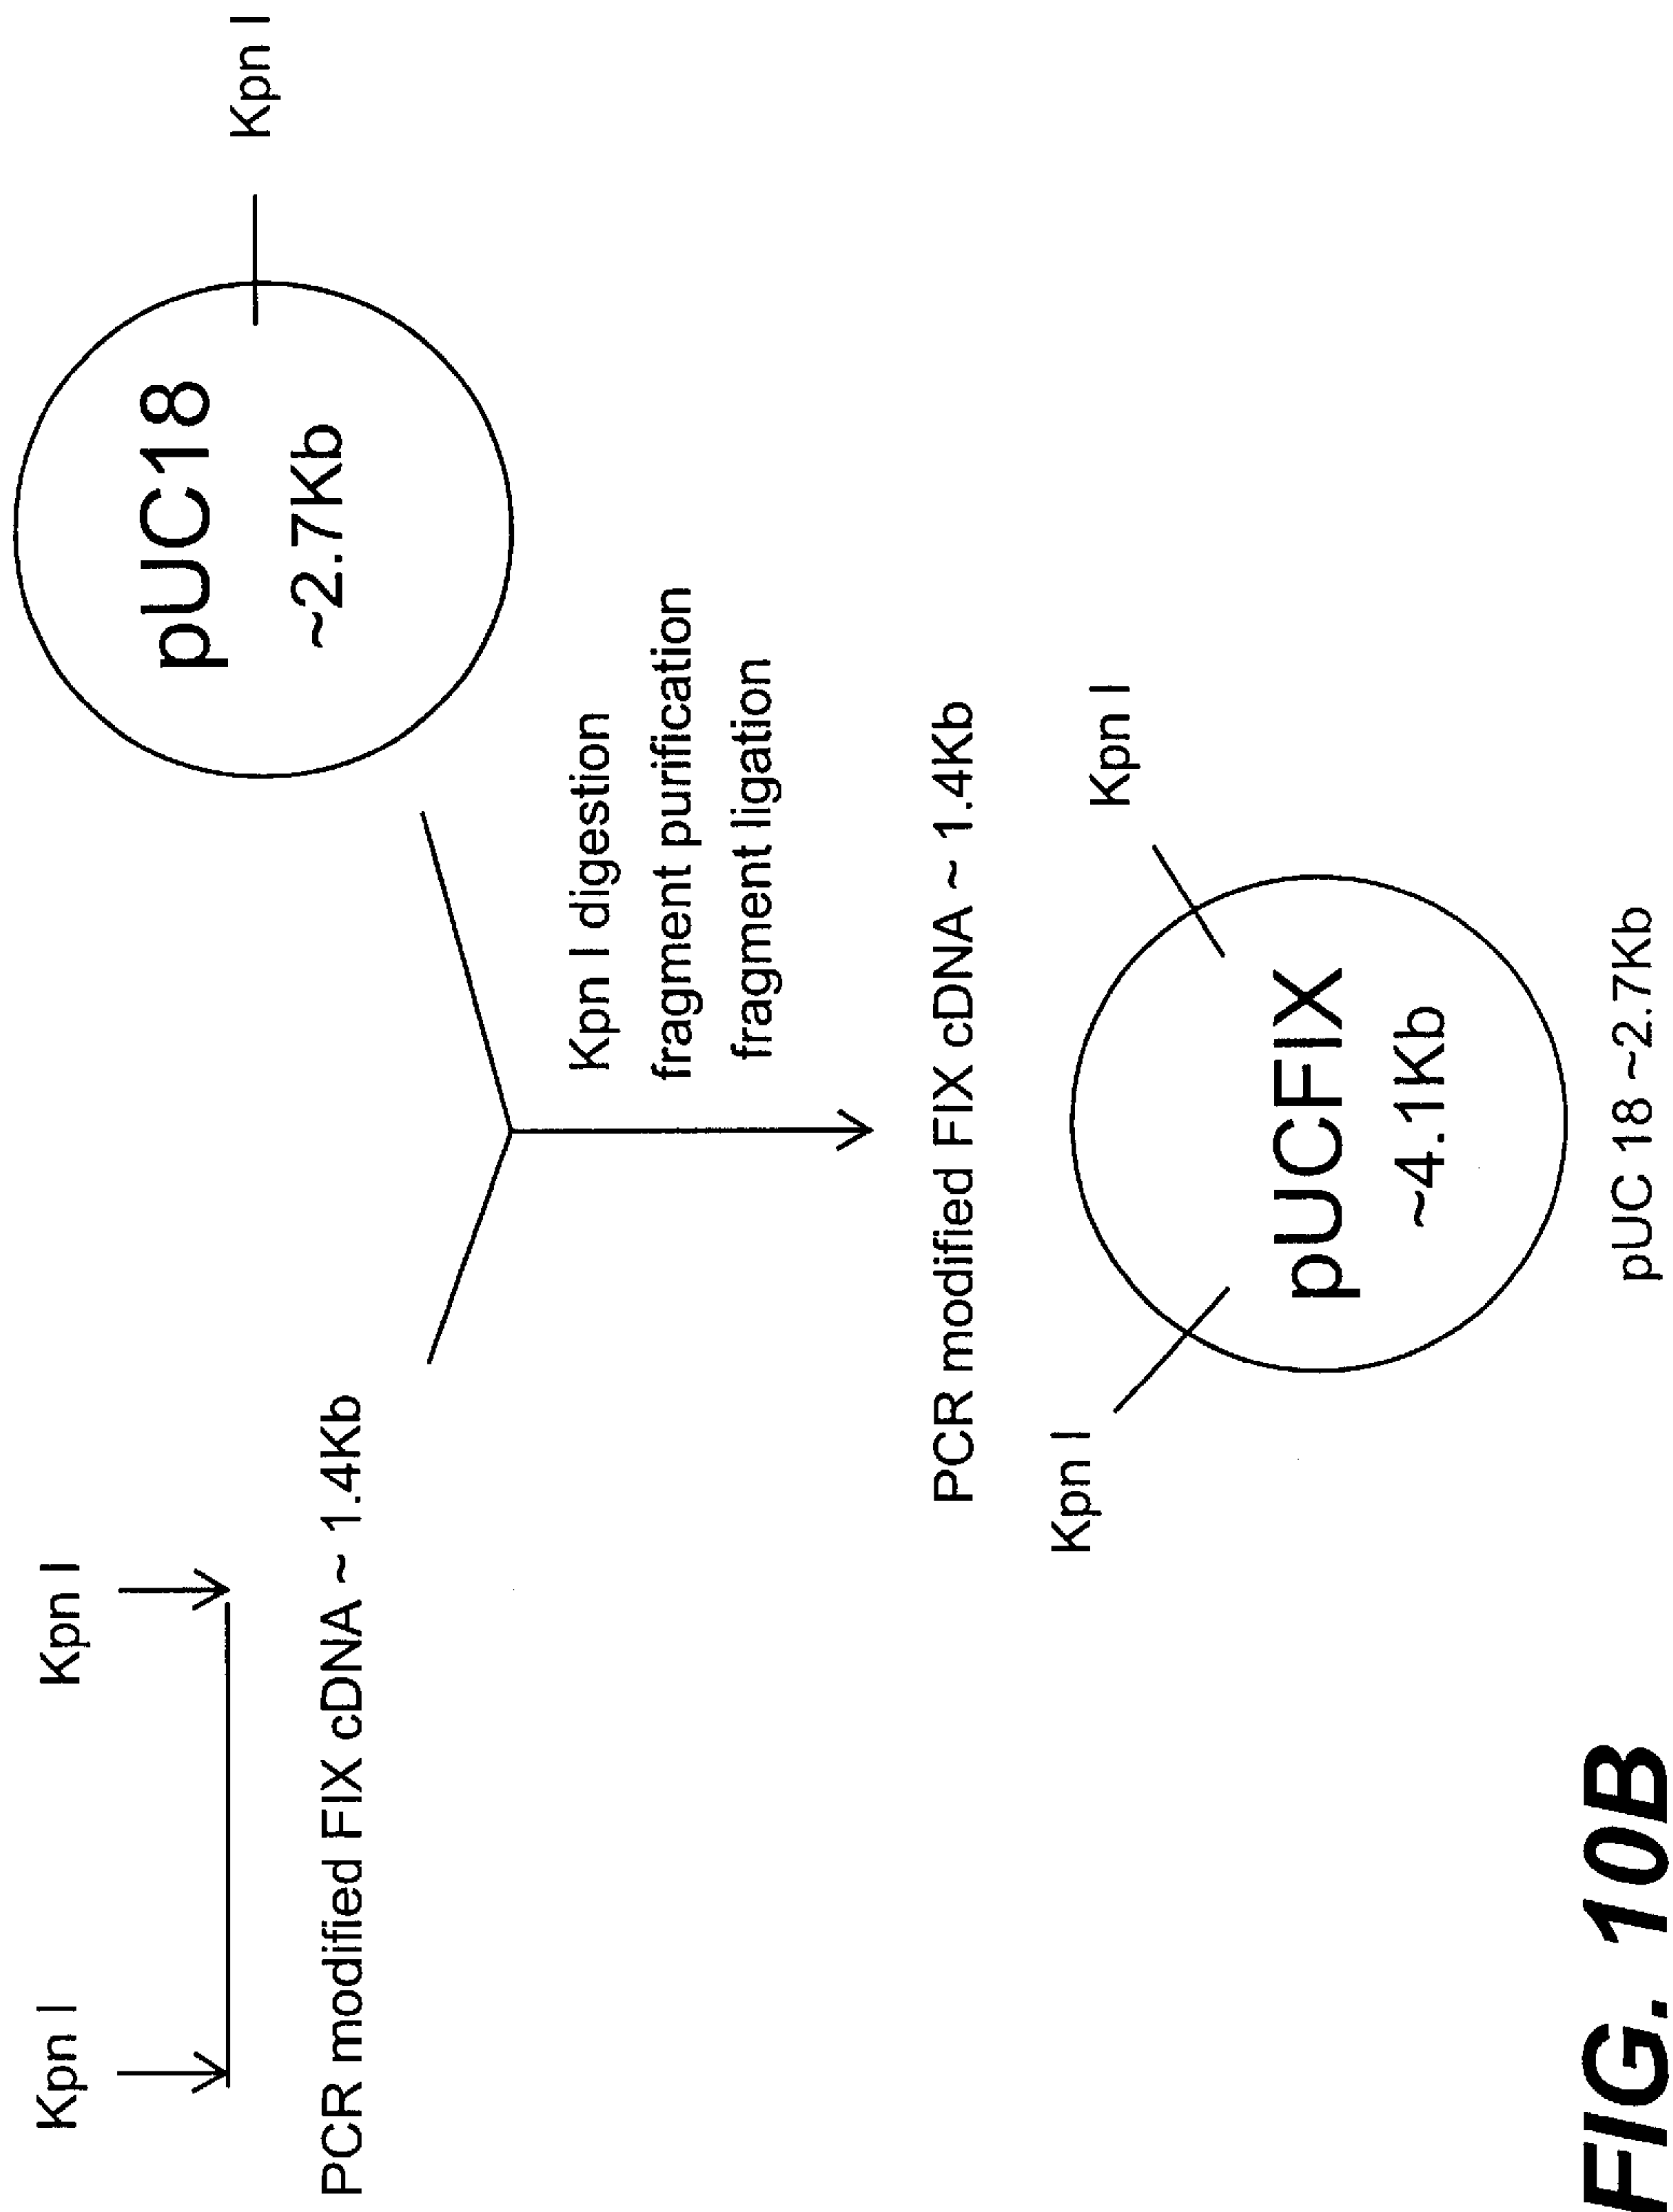 Kpn I
Kpn I
PCR modified FIX cDNA ~ 1.4Kb
pUC18
~2.7Kb
Kpn I
Kpn I digestion
fragment purification
fragment ligation
PCR modified FIX cDNA ~ 1.4Kb
Kpn I
Kpn I
pUCFIX
~4.1Kb
pUC 18 ~2.7Kb
FIG. 10B